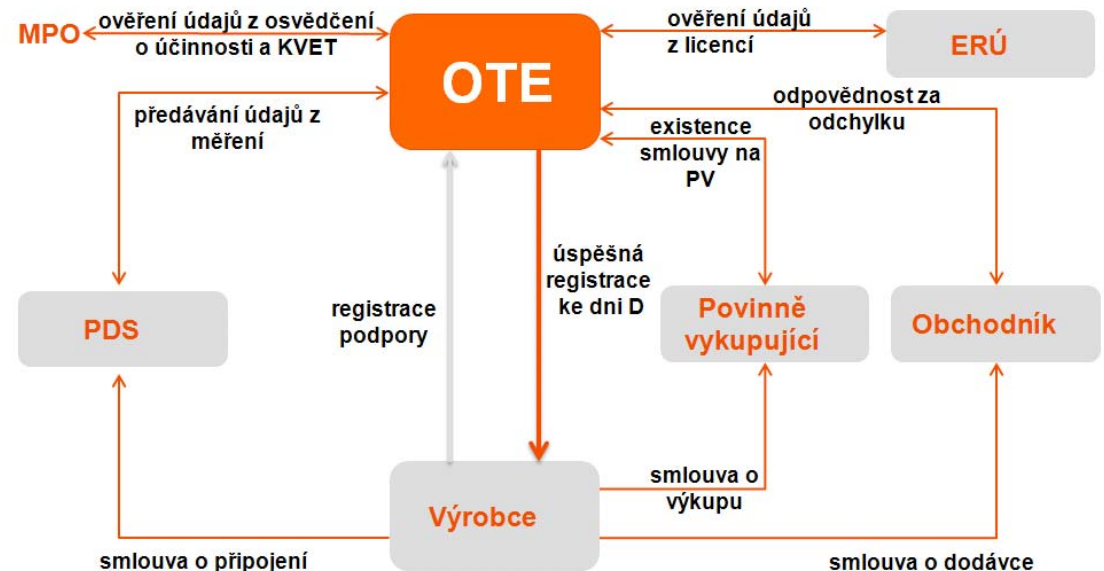 MPO
ověření údajů z osvědčení
o účinnosti a KVET
OTE
ověření údajů
z licencí
ERÚ
předávání údajů z
měření
existence
smlouvy na
PV
odpovědnost za
odchylku
registrace
podpory
úspěšná
registrace
ke dni D
PDS
Povinně
vykupující
Obchodník
Výrobce
smlouva o
výkupu
smlouva o připojení
smlouva o dodávce